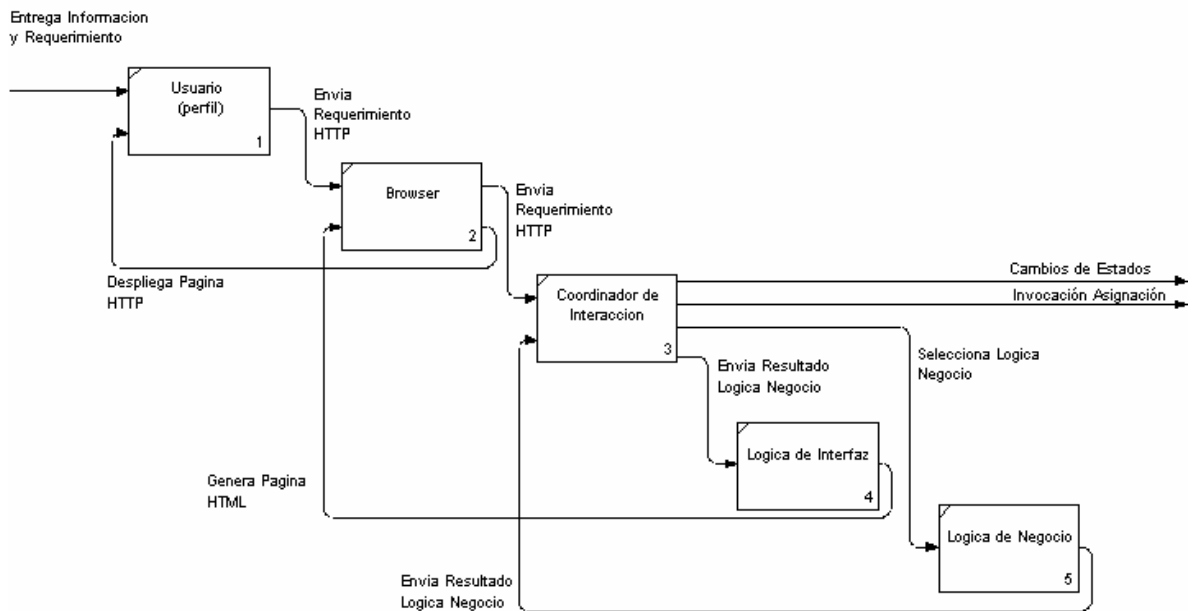 Entrega Informacion
y Requerimiento
Usuario
(perfil)
1
Envia
Requerimiento
HTTP
Browser
2
Envia
Requerimiento
HTTP
Despliega Pagina
HTTP
Coordinador de
Interaccion
3
Cambios de Estados
Invocación Asignación
Envia Resultado
Logica Negocio
Selecciona Logica
Negocio
Logica de Interfaz
4
Genera Pagina
HTML
Logica de Negocio
5
Envia Resultado
Logica Negocio